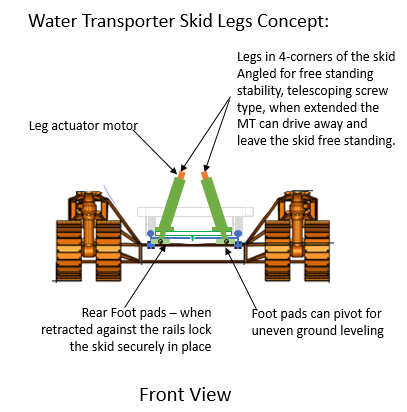 Water Transporter Skid Legs Concept:
Legs in 4-corners of the skid
Angled for free standing
stability, telescoping screw
type, when extended the
MT can drive away and
leave the skid free standing.
Leg actuator motor
Rear Foot pads – when
retracted against the rails lock
the skid securely in place
Foot pads can pivot for
uneven ground leveling
Front View